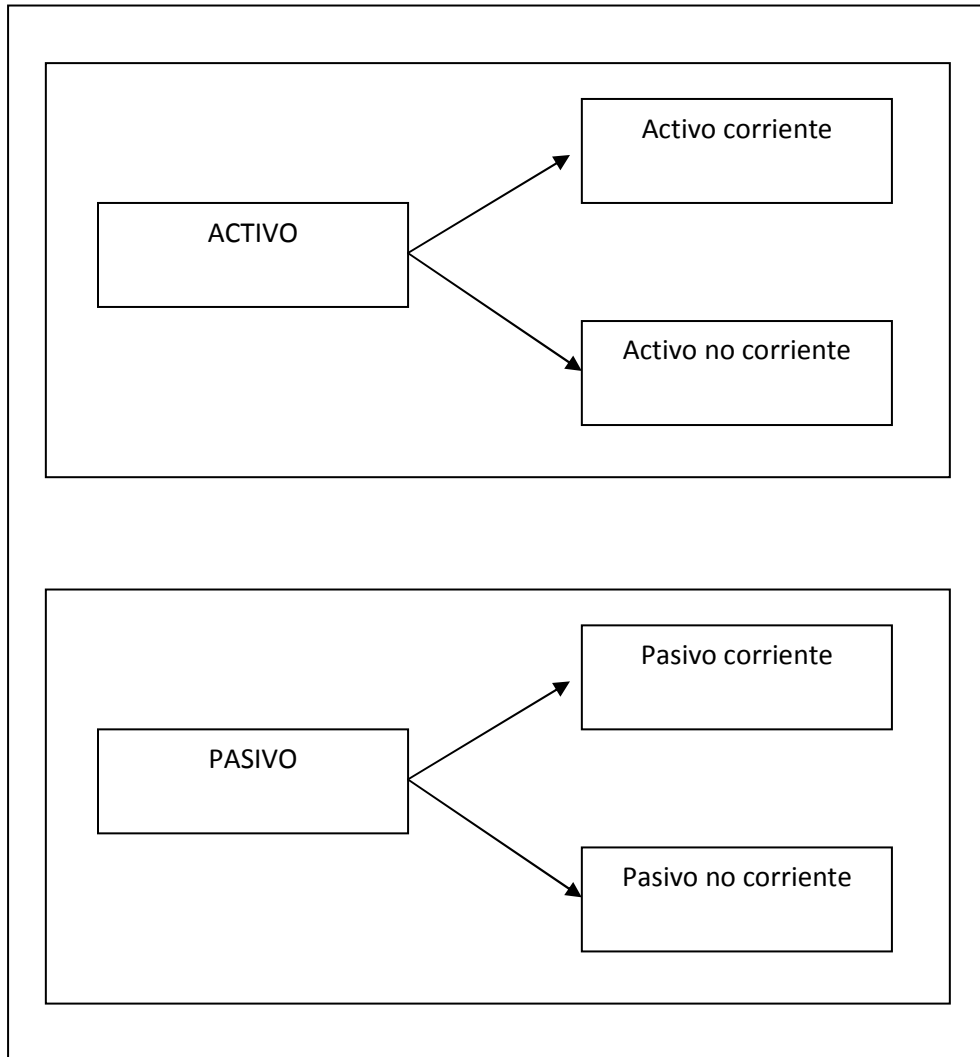 Activo corriente
ACTIVO
Activo no corriente
Pasivo corriente
PASIVO
Pasivo no corriente